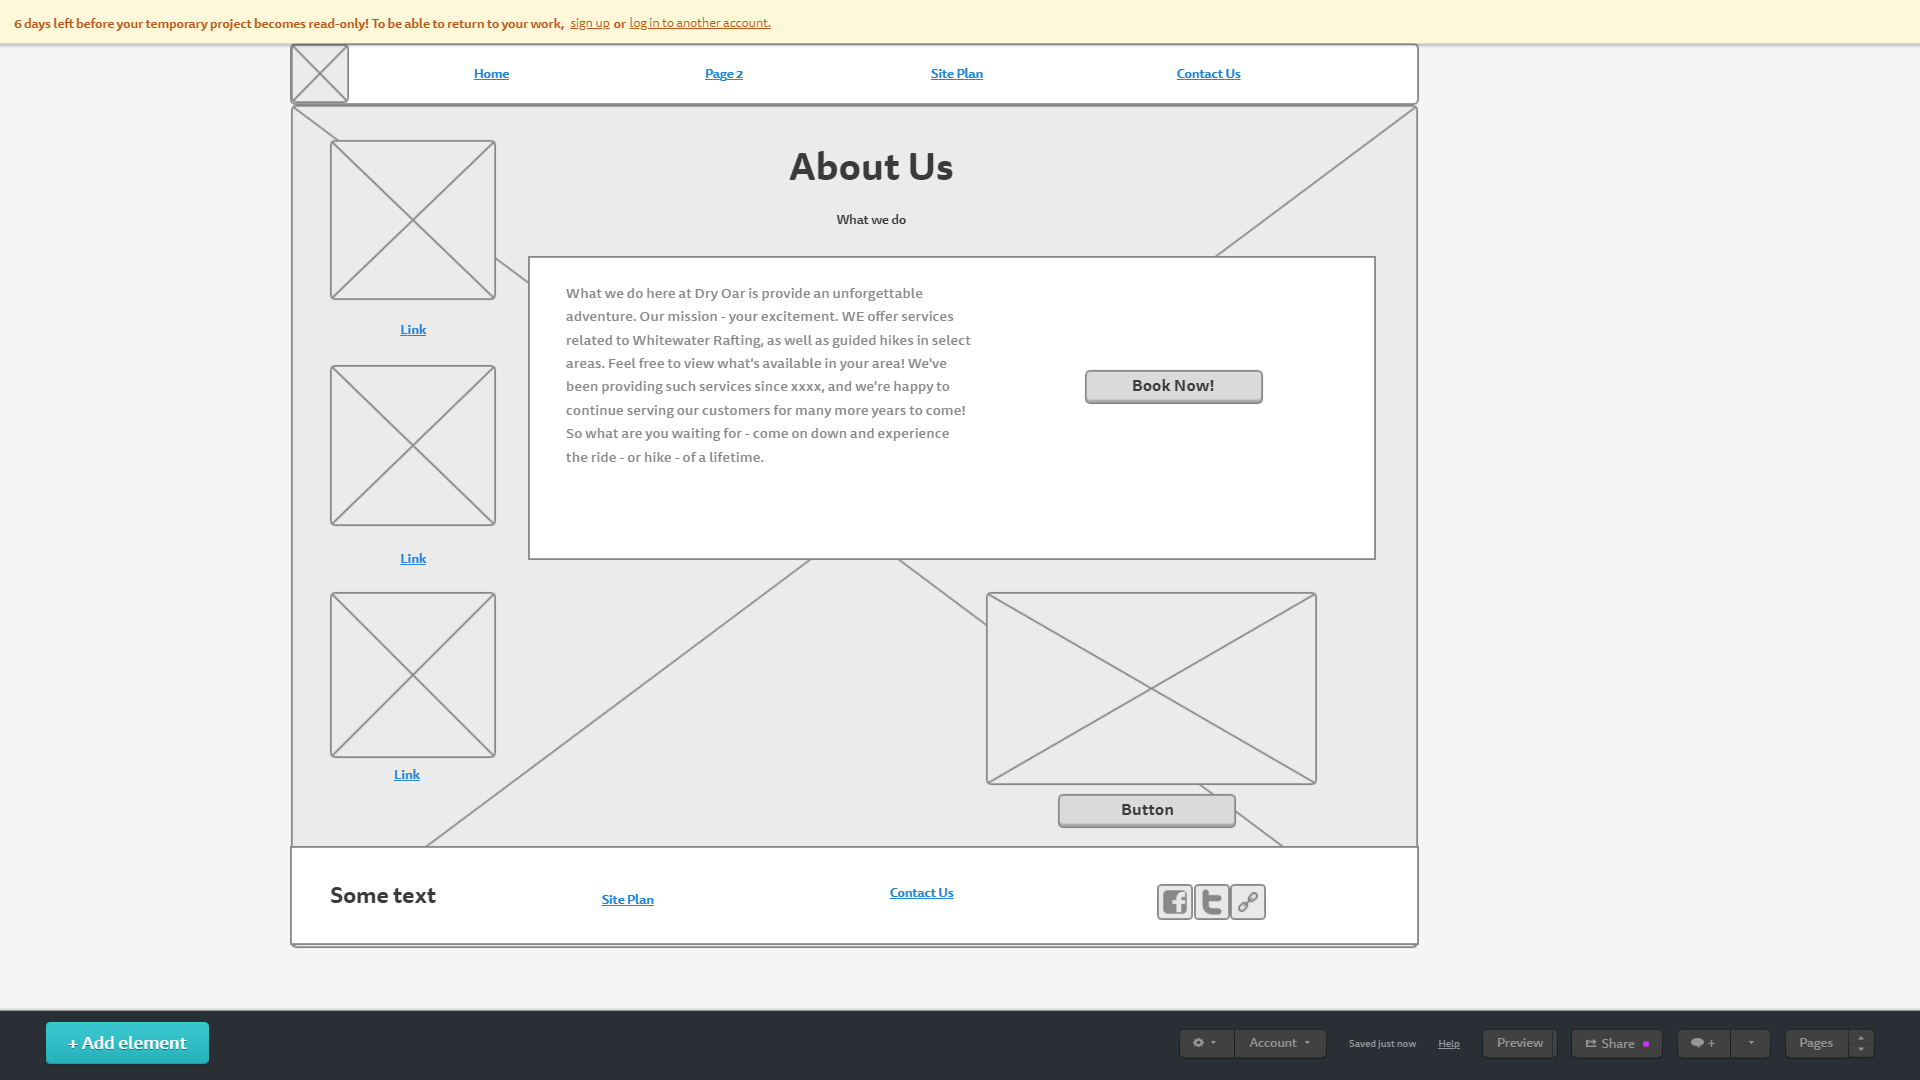 6 days left before your temporary project becomes read-only! To be able to return to your work, sign up or log in to another account.
Home Page 2 Site Plan Contact Us
About Us
What we do
What we do here at Dry Oar is provide an unforgettable
adventure. Our mission - your excitement. WE offer services
related to Whitewater Rafting, as well as guided hikes in select
areas. Feel free to view what's available in your area! We've
been providing such services since xxxx, and we're happy to
continue serving our customers for many more years to come!
So what are you waiting for - come on down and experience
the ride - or hike - of a lifetime.
Book Now!
Link
Link
Link
Button
Some text Site Plan Contact Us
+ Add element Account Saved just now Help Preview Share + Pages